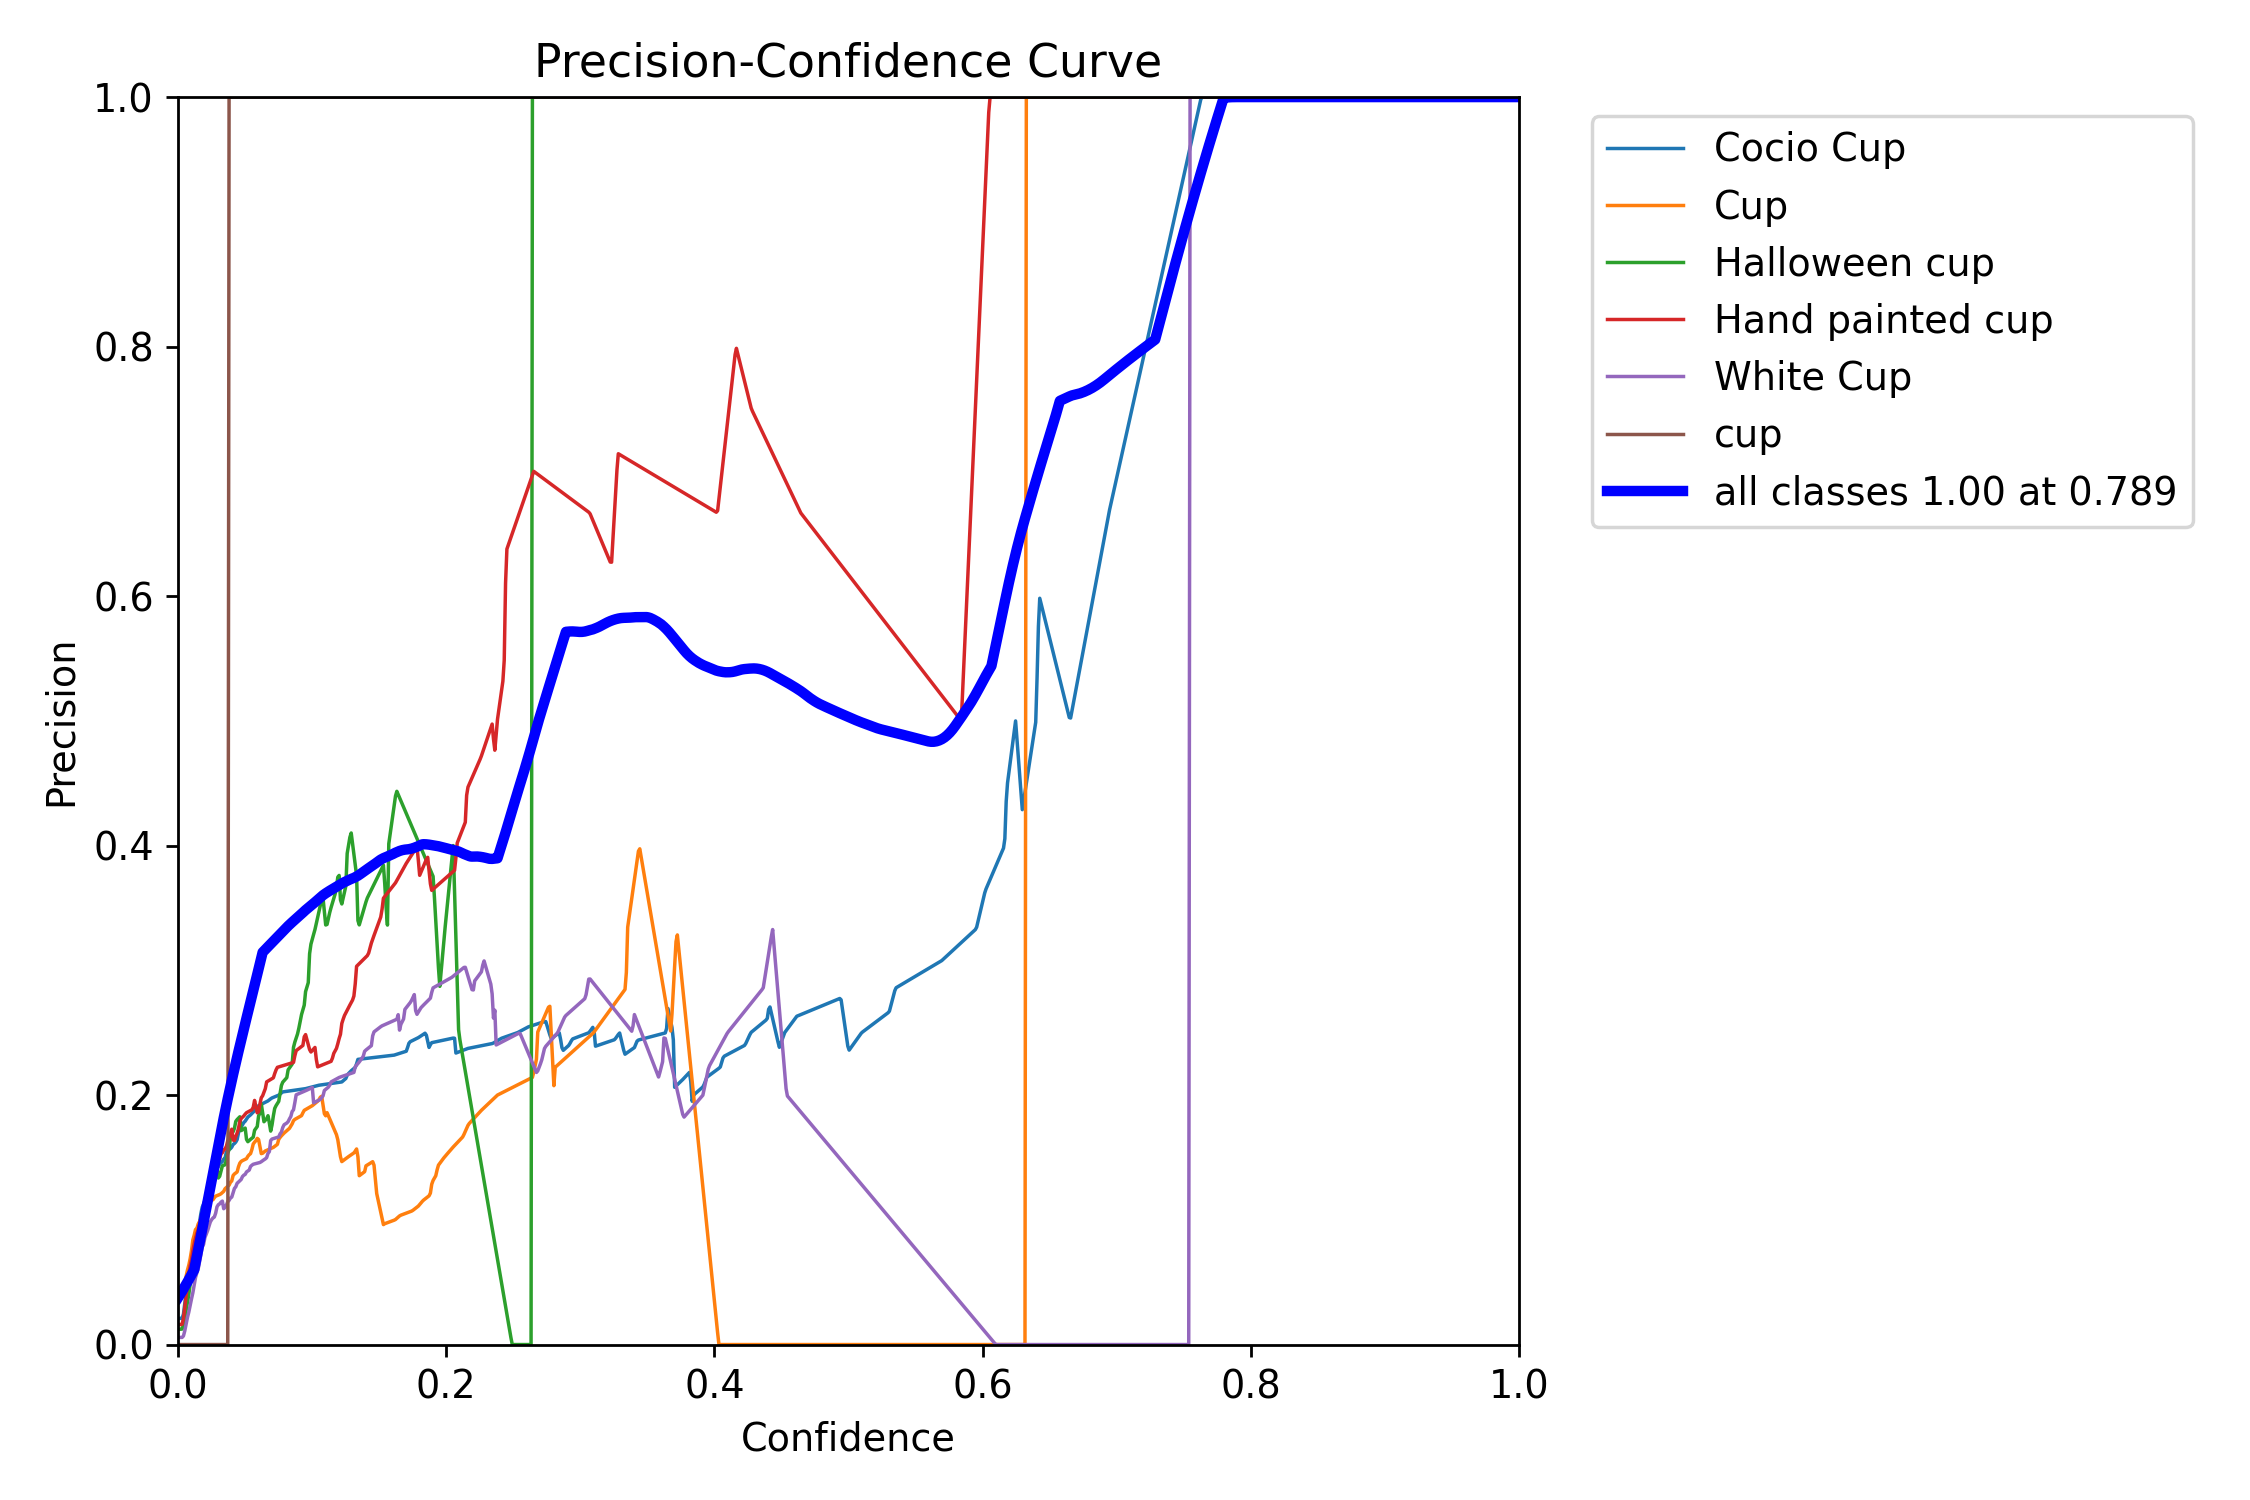 Precision-Confidence Curve
1.0
0.8
0.6
0.4
0.2
0.0
Precision
0.0 0.2 0.4 0.6 0.8 1.0
Confidence
Cocio Cup
Cup
Halloween cup
Hand painted cup
White Cup
cup
all classes 1.00 at 0.789